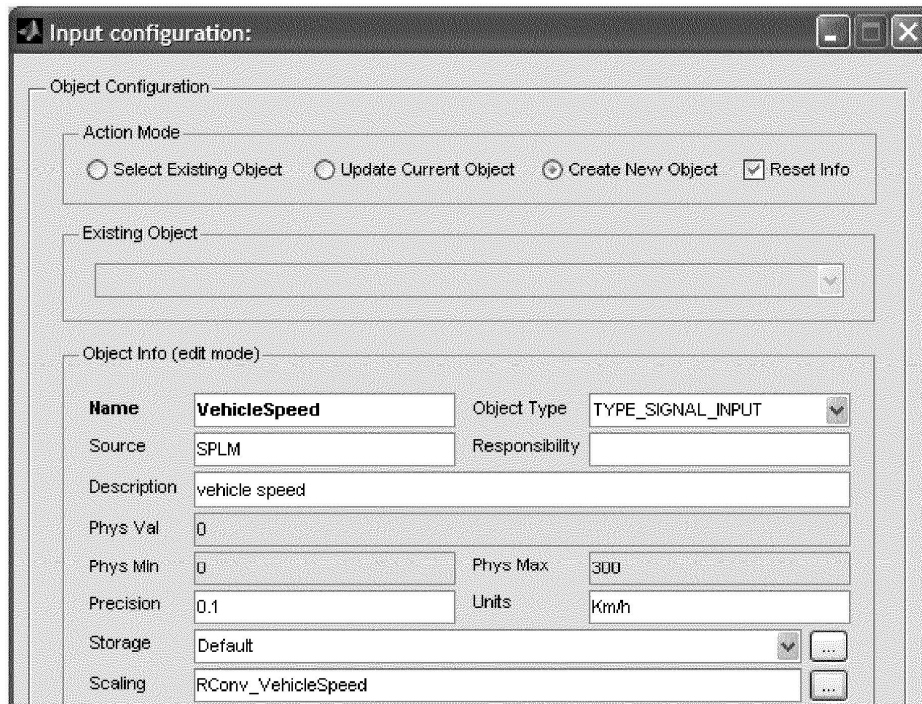 Input configuration:
Object Configuration
Action Mode
Select Existing Object Update Current Object Create New Object Reset Info
Existing Object
Object Info (edit mode)
Name VehicleSpeed Object Type TYPE_SIGNAL_INPUT
Source SPLM Responsibility
Description vehicle speed
Phys Val 0
Phys Min 0 Phys Max 300
Precision 0.1 Units Km/h
Storage Default ...
Scaling RConv_VehicleSpeed ...